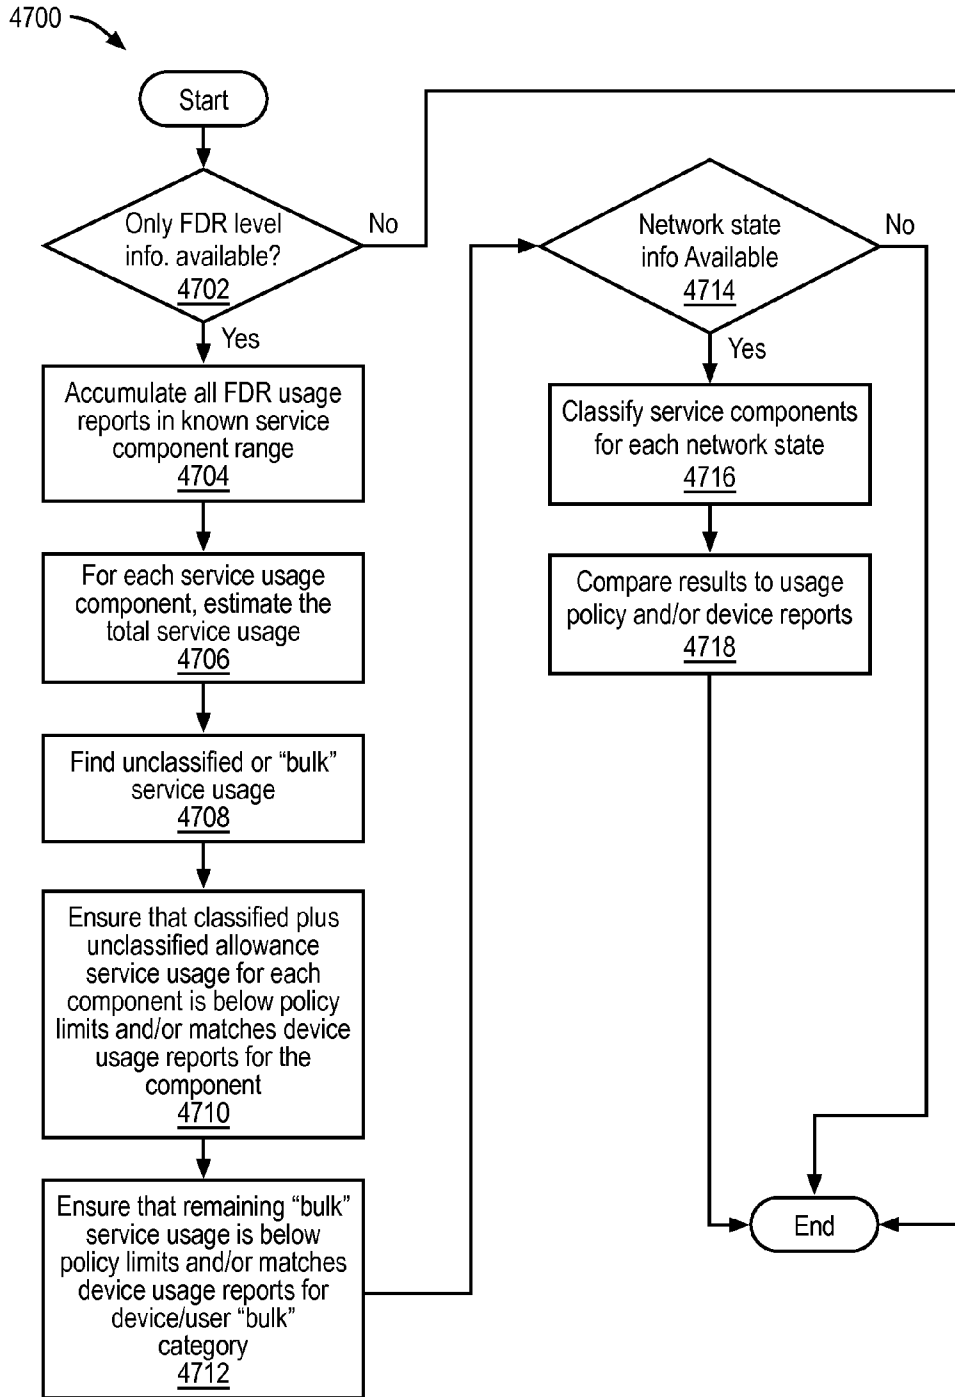 4700
Start
Only FDR level
info. available?
4702
No
Yes
Accumulate all FDR usage
reports in known service
component range
4704
For each service usage
component, estimate the
total service usage
4706
Find unclassified or “bulk”
service usage
4708
Ensure that classified plus
unclassified allowance
service usage for each
component is below policy
limits and/or matches device
usage reports for the
component
4710
Ensure that remaining “bulk”
service usage is below
policy limits and/or matches
device usage reports for
device/user “bulk”
category
4712
Network state
info Available
4714
No
Yes
Classify service components
for each network state
4716
Compare results to usage
policy and/or device reports
4718
End